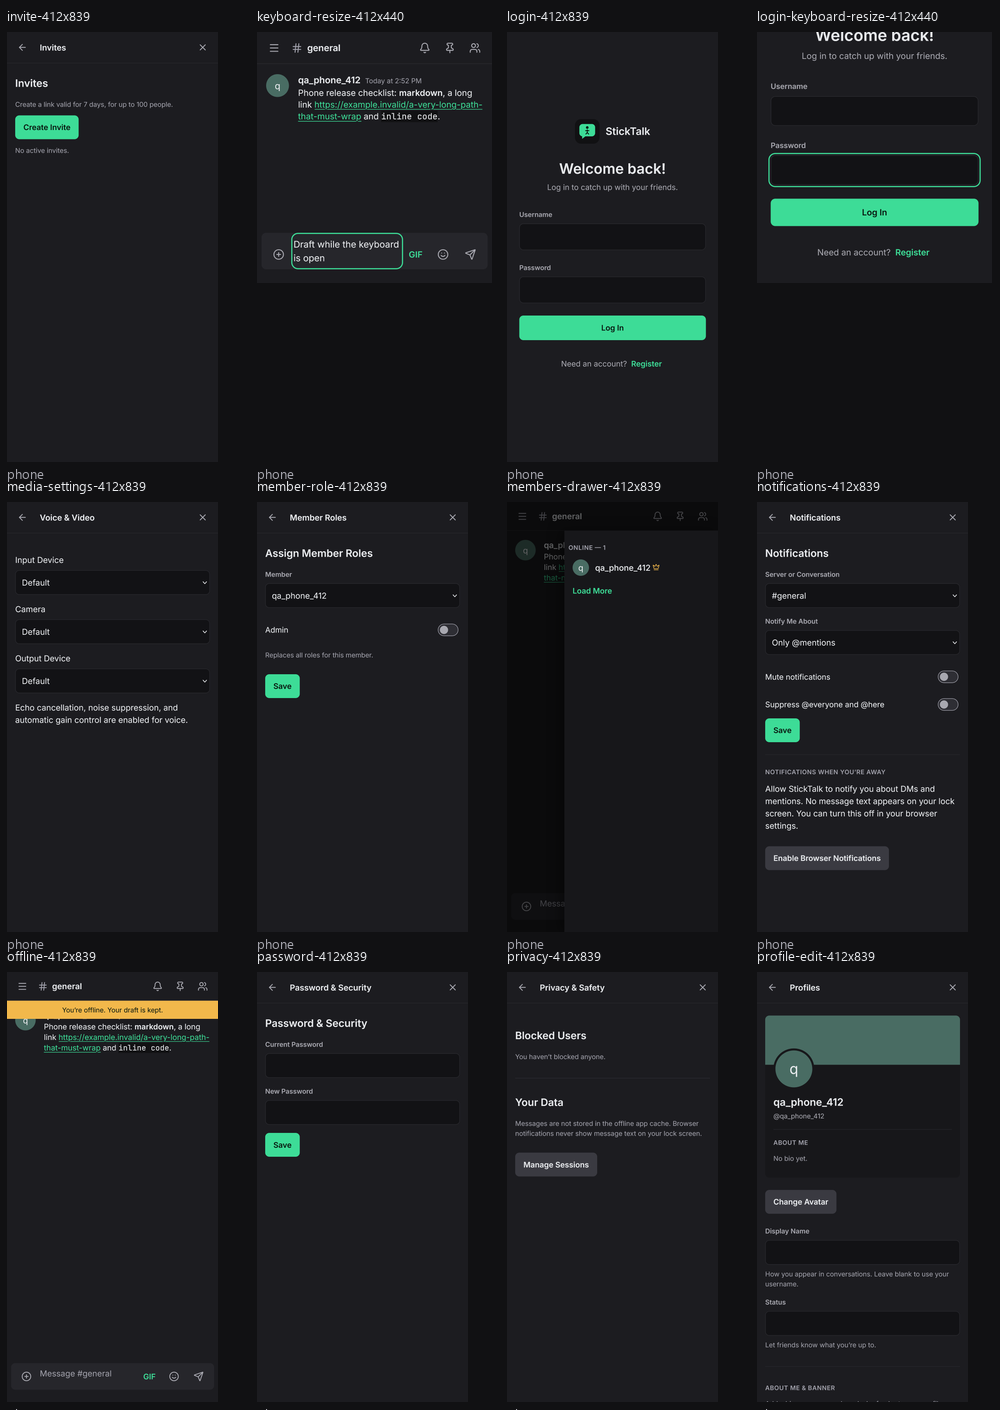 invite-412x839
Invites
Invites
Create a link valid for 7 days, for up to 100 people.
Create Invite
No active invites.
keyboard-resize-412x440
# general
q
qa_phone_412 Today at 2:52 PM
Phone release checklist: markdown, a long
link https://example.invalid/a-very-long-path-
that-must-wrap and inline code.
Draft while the keyboard
is open
GIF
login-412x839
StickTalk
Welcome back!
Log in to catch up with your friends.
Username
Password
Log In
Need an account? Register
login-keyboard-resize-412x440
Welcome back!
Log in to catch up with your friends.
Username
Password
Log In
Need an account? Register
phone
media-settings-412x839
Voice & Video
Input Device
Default
Camera
Default
Output Device
Default
Echo cancellation, noise suppression, and
automatic gain control are enabled for voice.
phone
member-role-412x839
Member Roles
Assign Member Roles
Member
qa_phone_412
Admin
Replaces all roles for this member.
Save
phone
members-drawer-412x839
# general
q
qa_p
Phone
link h
that-m
ONLINE — 1
q
qa_phone_412
Load More
Messa
phone
notifications-412x839
Notifications
Notifications
Server or Conversation
#general
Notify Me About
Only @mentions
Mute notifications
Suppress @everyone and @here
Save
NOTIFICATIONS WHEN YOU'RE AWAY
Allow StickTalk to notify you about DMs and
mentions. No message text appears on your lock
screen. You can turn this off in your browser
settings.
Enable Browser Notifications
phone
offline-412x839
# general
You're offline. Your draft is kept.
q
Phone release checklist: markdown, a long
link https://example.invalid/a-very-long-path-
that-must-wrap and inline code.
Message #general
GIF
phone
password-412x839
Password & Security
Password & Security
Current Password
New Password
Save
phone
privacy-412x839
Privacy & Safety
Blocked Users
You haven't blocked anyone.
Your Data
Messages are not stored in the offline app cache. Browser
notifications never show message text on your lock screen.
Manage Sessions
phone
profile-edit-412x839
Profiles
q
qa_phone_412
@qa_phone_412
ABOUT ME
No bio yet.
Change Avatar
Display Name
How you appear in conversations. Leave blank to use your
username.
Status
Let friends know what you're up to.
ABOUT ME & BANNER